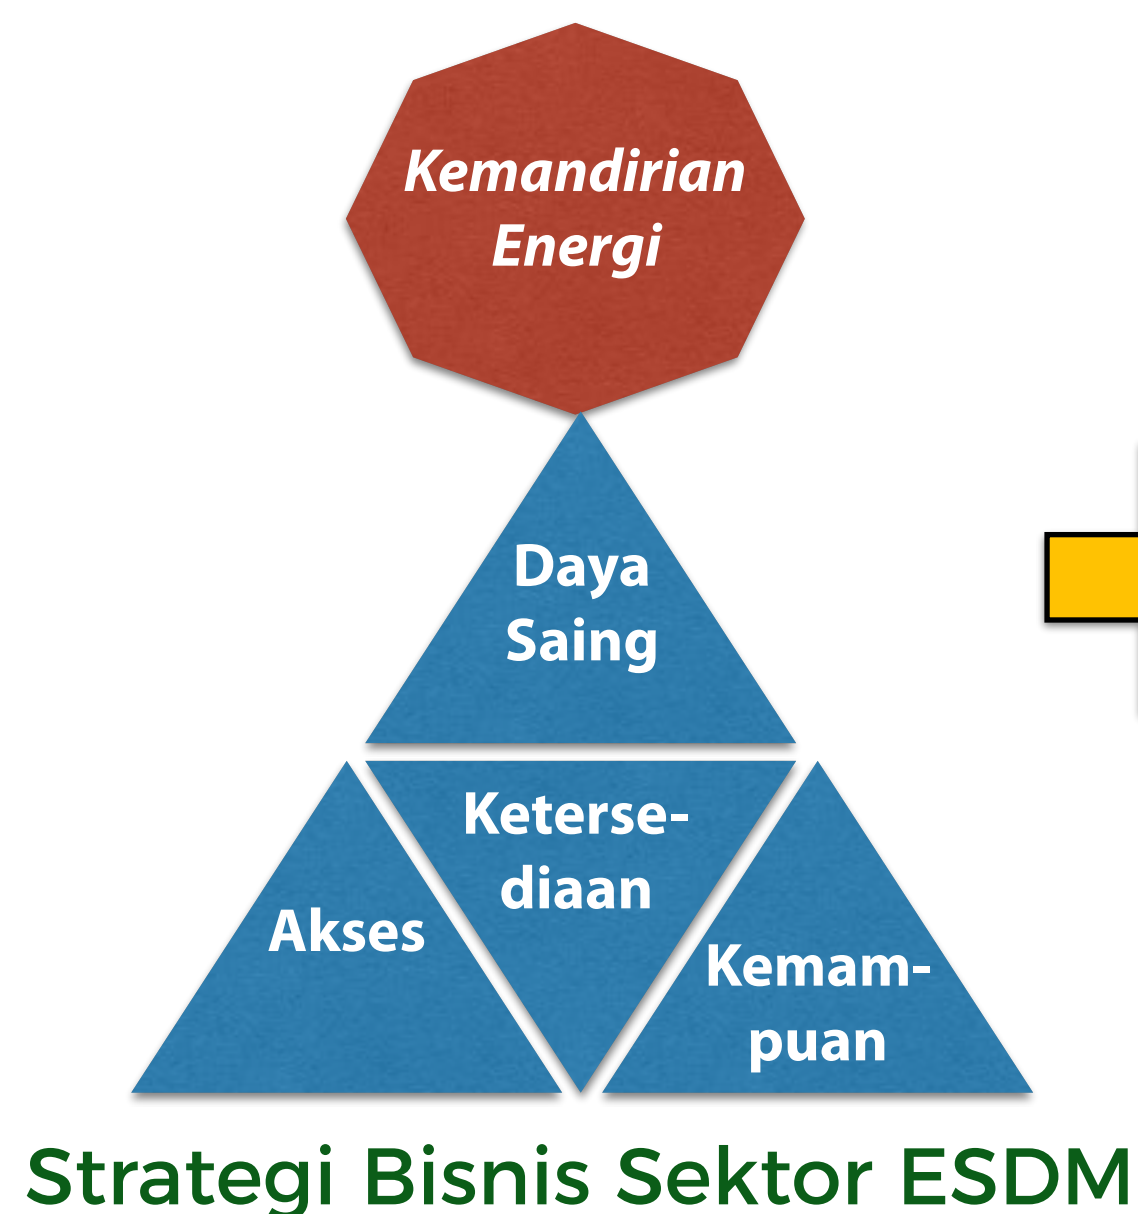 Kemandirian
Energi
Daya
Saing
Keterse-
diaan
Akses
Kemam-
puan
Strategi Bisnis Sektor ESDM